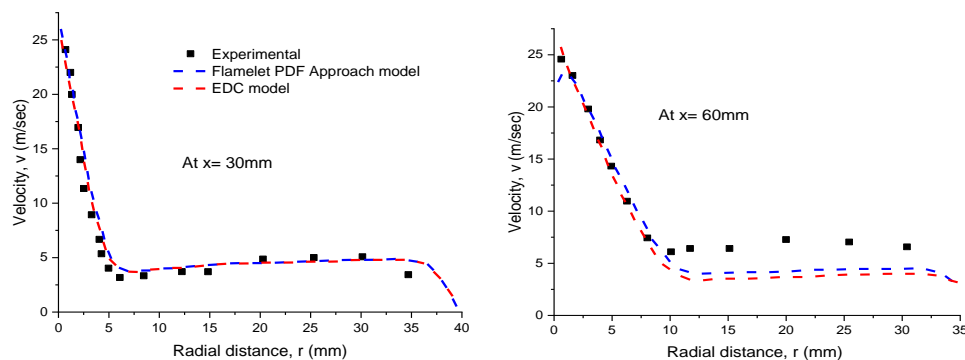 25
20
15
10
5
0
0 5 10 15 20 25 30 35 40
Velocity, v (m/sec)
Radial distance, r (mm)
Experimental
Flamelet PDF Approach model
EDC model
At x= 30mm
25
20
15
10
5
0
0 5 10 15 20 25 30 35
Velocity, v (m/sec)
Radial distance, r (mm)
At x= 60mm